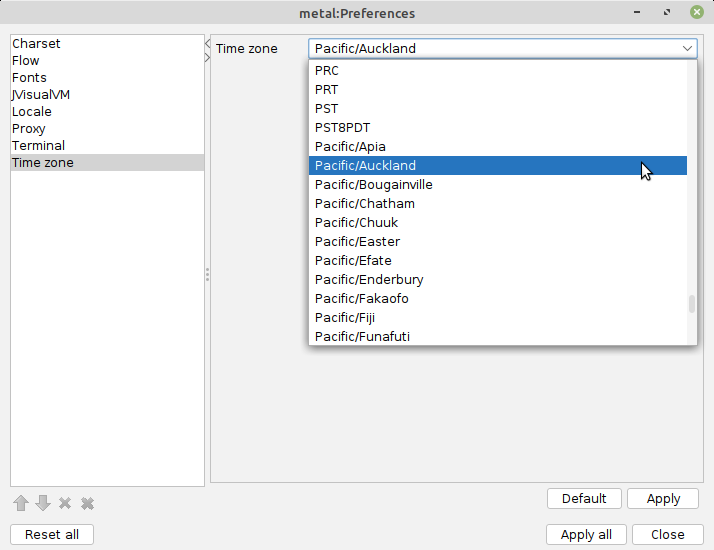 metal:Preferences
Charset
Flow
Fonts
JVisualVM
Locale
Proxy
Terminal
Time zone
Time zone
Pacific/Auckland
PRC
PRT
PST
PST8PDT
Pacific/Apia
Pacific/Auckland
Pacific/Bougainville
Pacific/Chatham
Pacific/Chuuk
Pacific/Easter
Pacific/Efate
Pacific/Enderbury
Pacific/Fakaofo
Pacific/Fiji
Pacific/Funafuti
Default
Apply
Reset all
Apply all
Close